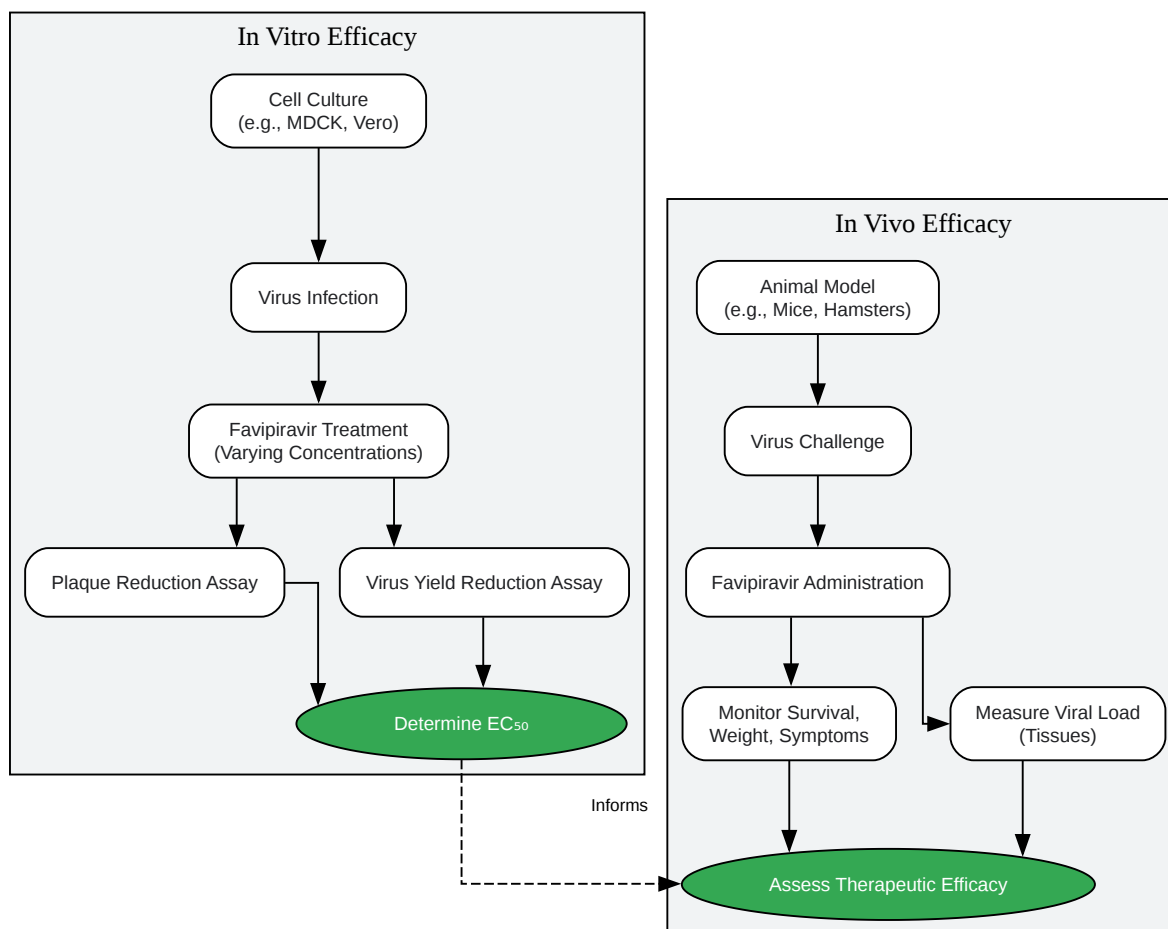 In Vitro Efficacy
Cell Culture
(e.g., MDCK, Vero)
Virus Infection
Favipiravir Treatment
(Varying Concentrations)
Plaque Reduction Assay
Virus Yield Reduction Assay
Determine EC₅₀
Informs
In Vivo Efficacy
Animal Model
(e.g., Mice, Hamsters)
Virus Challenge
Favipiravir Administration
Monitor Survival,
Weight, Symptoms
Measure Viral Load
(Tissues)
Assess Therapeutic Efficacy